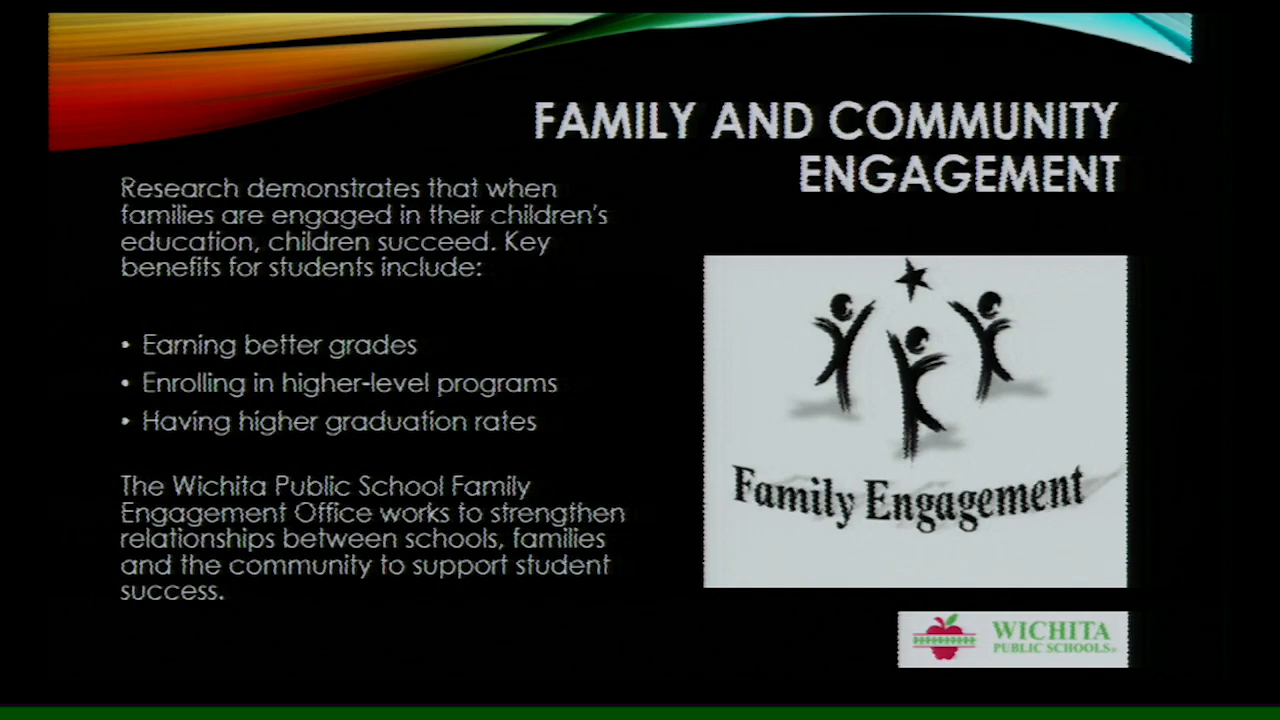 FAMILY AND COMMUNITY
ENGAGEMENT
Research demonstrates that when
families are engaged in their children's
education, children succeed. Key
benefits for students include:
• Earning better grades
• Enrolling in higher-level programs
• Having higher graduation rates
The Wichita Public School Family
Engagement Office works to strengthen
relationships between schools, families
and the community to support student
success.
Family Engagement
WICHITA
PUBLIC SCHOOLS®